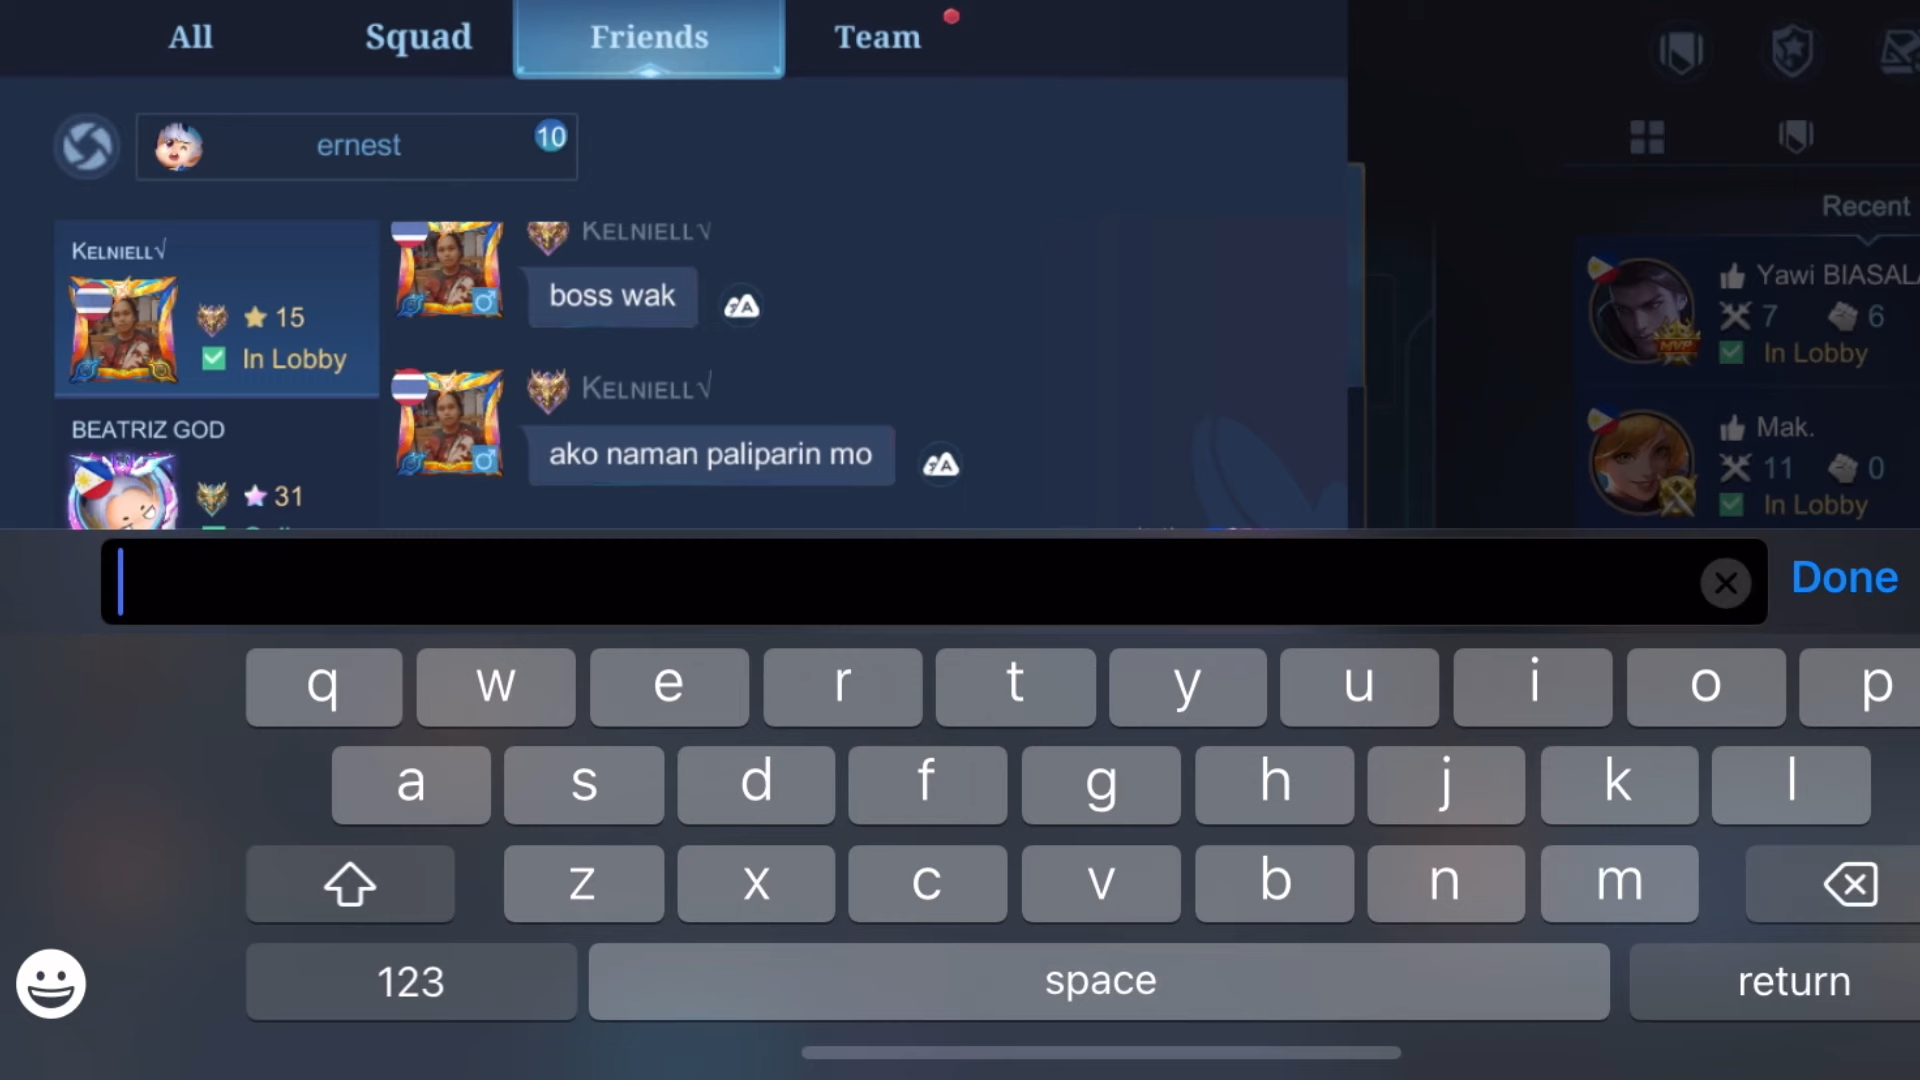 All Squad Friends Team
ernest 10
Recent
KELNIELL√
15
In Lobby
BEATRIZ GOD
31
KELNIELL√
boss wak
KELNIELL√
ako naman paliparin mo
Yawi BIASAL
7 6
MVP
In Lobby
Mak.
11 0
In Lobby
Done
q w e r t y u i o p
a s d f g h j k l
z x c v b n m
123 space return